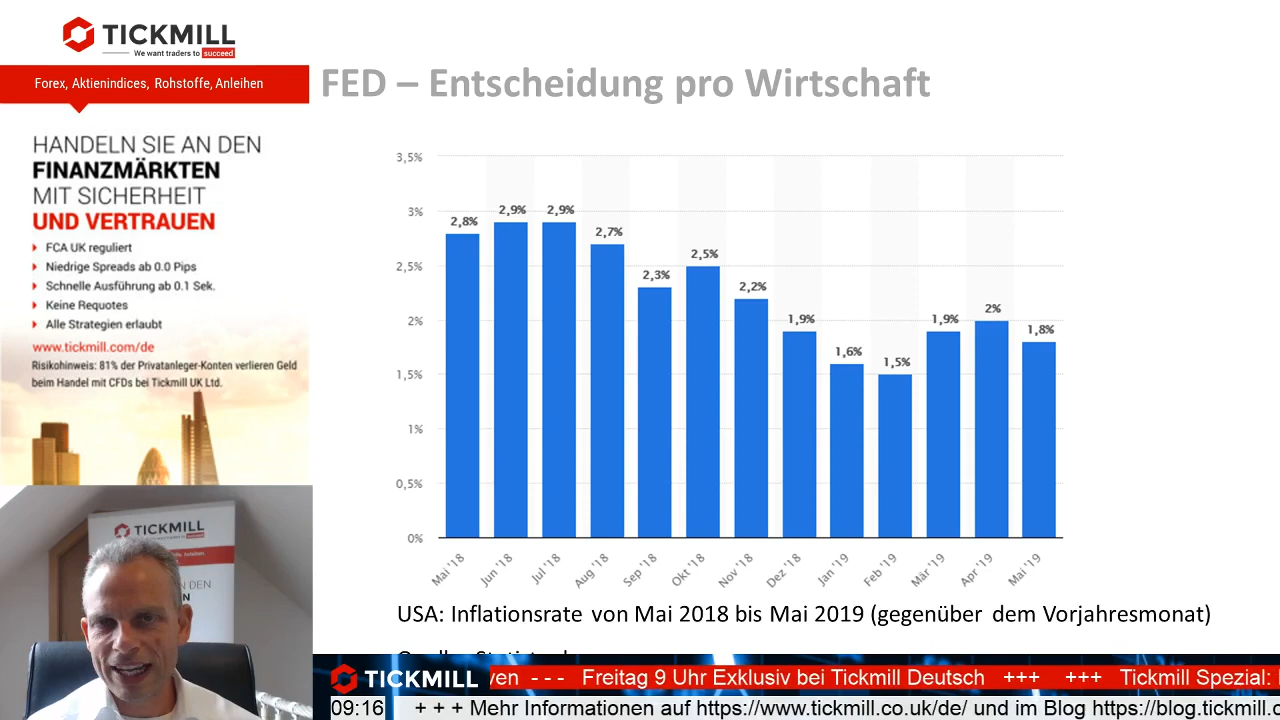 TICKMILL
We want traders to succeed
Forex, Aktienindices, Rohstoffe, Anleihen
FED – Entscheidung pro Wirtschaft
HANDELN SIE AN DEN
FINANZMÄRKTEN
MIT SICHERHEIT
UND VERTRAUEN
FCA UK reguliert
Niedrige Spreads ab 0.0 Pips
Schnelle Ausführung ab 0.1 Sek.
Keine Requotes
Alle Strategien erlaubt
www.tickmill.com/de
Risikohinweis: 81% der Privatanleger-Konten verlieren Geld
beim Handel mit CFDs bei Tickmill UK Ltd.
3,5%
3%
2,5%
2%
1,5%
1%
0,5%
0%
2,8%
2,9%
2,9%
2,7%
2,3%
2,5%
2,2%
1,9%
1,6%
1,5%
1,9%
2%
1,8%
Mai '18
Jun '18
Jul '18
Aug '18
Sep '18
Okt '18
Nov '18
Dez '18
Jan '19
Feb '19
Mär '19
Apr '19
Mai '19
USA: Inflationsrate von Mai 2018 bis Mai 2019 (gegenüber dem Vorjahresmonat)
TICKMILL
TICKMILL
ven - - - Freitag 9 Uhr Exklusiv bei Tickmill Deutsch +++ +++ Tickmill Spezial:
09:16 + + + Mehr Informationen auf https://www.tickmill.co.uk/de/ und im Blog https://blog.tickmill.